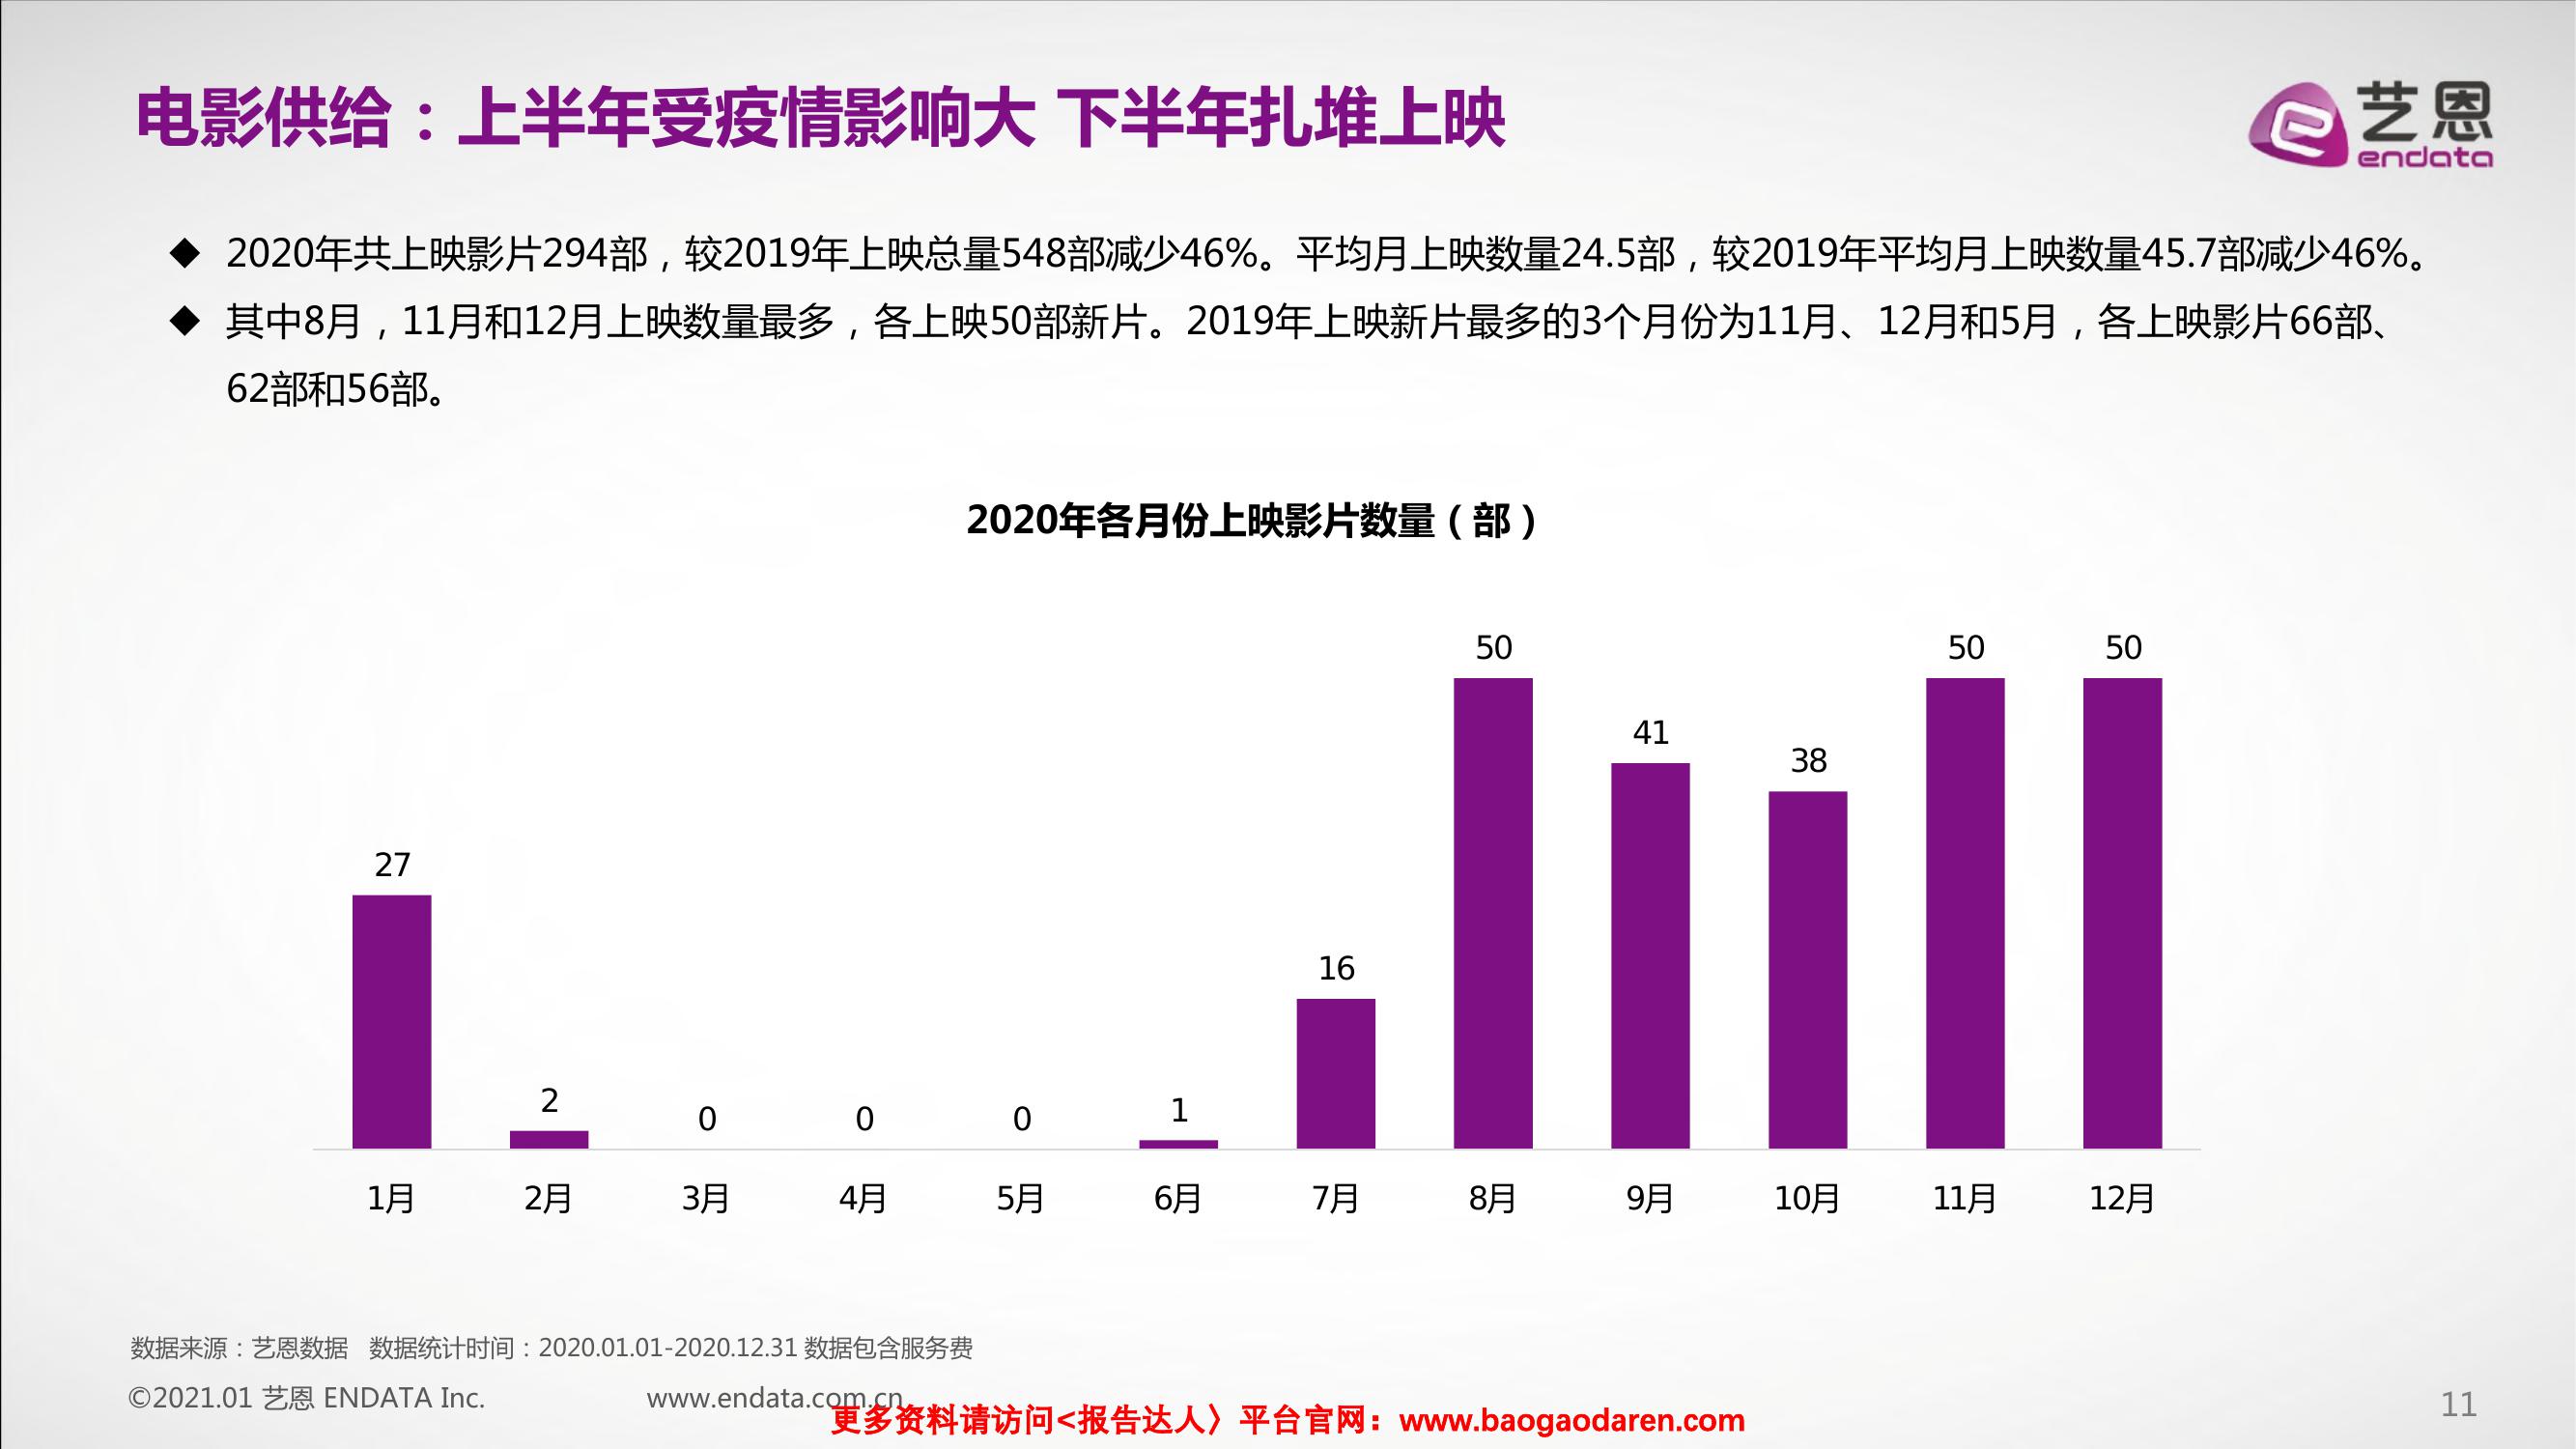 电影供给：上半年受疫情影响大 下半年扎堆上映
艺恩
endata
◆ 2020年共上映影片294部，较2019年上映总量548部减少46%。平均月上映数量24.5部，较2019年平均月上映数量45.7部减少46%。
◆ 其中8月，11月和12月上映数量最多，各上映50部新片。2019年上映新片最多的3个月份为11月、12月和5月，各上映影片66部、
62部和56部。
2020年各月份上映影片数量（部）
27 2 0 0 0 1 16 50 41 38 50 50
1月 2月 3月 4月 5月 6月 7月 8月 9月 10月 11月 12月
数据来源：艺恩数据 数据统计时间：2020.01.01-2020.12.31 数据包含服务费
©2021.01 艺恩 ENDATA Inc. www.endata.com.cn
更多资料请访问<报告达人〉平台官网：www.baogaodaren.com
11